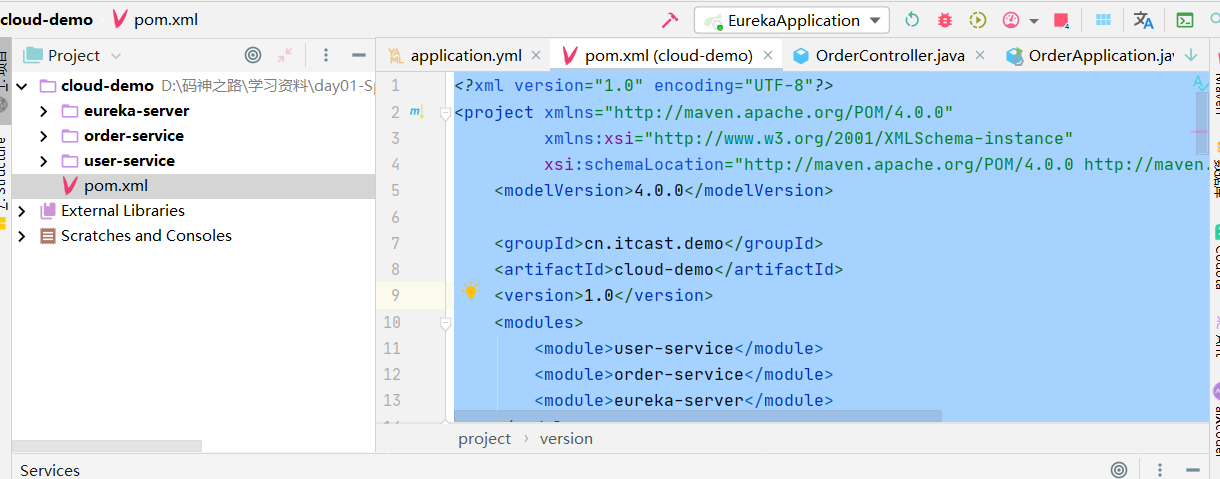 cloud-demo pom.xml
EurekaApplication
Project
application.yml
pom.xml (cloud-demo)
OrderController.java
OrderApplication.ja
cloud-demo D:\码神之路\学习资料\day01-Sp
eureka-server
order-service
user-service
pom.xml
External Libraries
Scratches and Consoles
1 <?xml version="1.0" encoding="UTF-8"?>
2 <project xmlns="http://maven.apache.org/POM/4.0.0"
3 xmlns:xsi="http://www.w3.org/2001/XMLSchema-instance"
4 xsi:schemaLocation="http://maven.apache.org/POM/4.0.0 http://maven.
5 <modelVersion>4.0.0</modelVersion>
6
7 <groupId>cn.itcast.demo</groupId>
8 <artifactId>cloud-demo</artifactId>
9 <version>1.0</version>
10 <modules>
11 <module>user-service</module>
12 <module>order-service</module>
13 <module>eureka-server</module>
project › version
Services